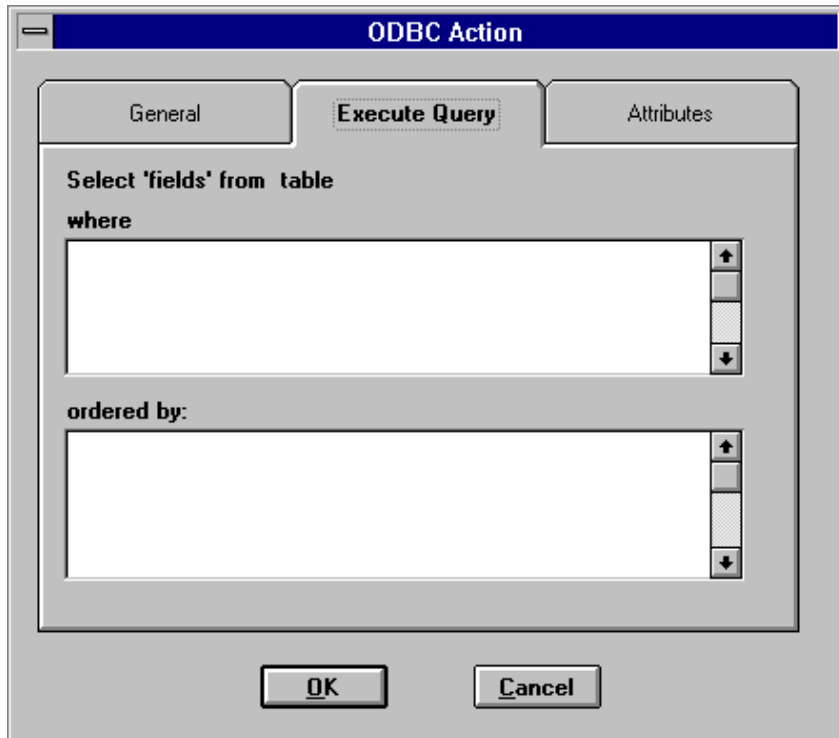 ODBC Action
General
Execute Query
Attributes
Select 'fields' from  table
where
ordered by:
OK
Cancel